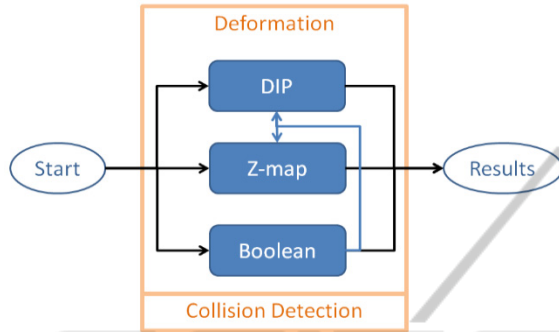 Deformation
DIP
Start
Z-map
Results
Boolean
Collision Detection